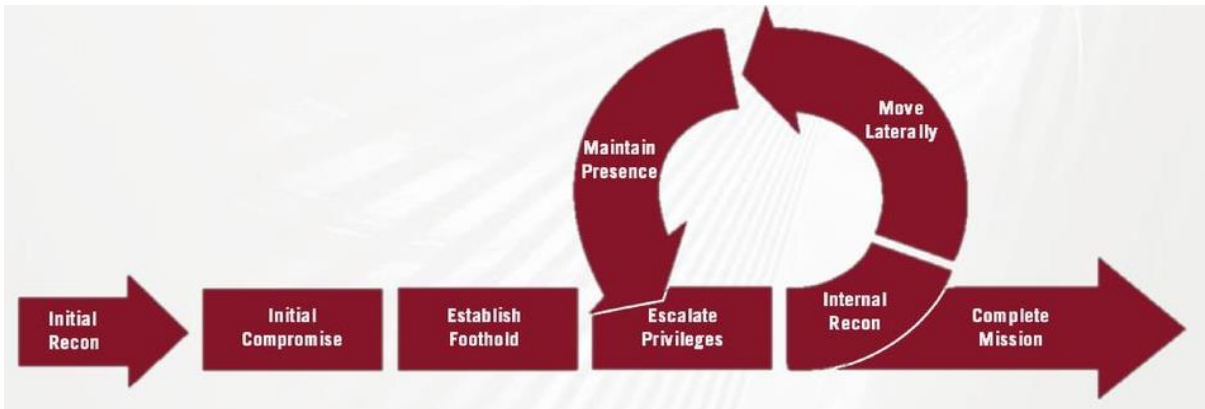 Initial
Recon
Initial
Compromise
Establish
Foothold
Escalate
Privileges
Internal
Recon
Move
Laterally
Maintain
Presence
Complete
Mission